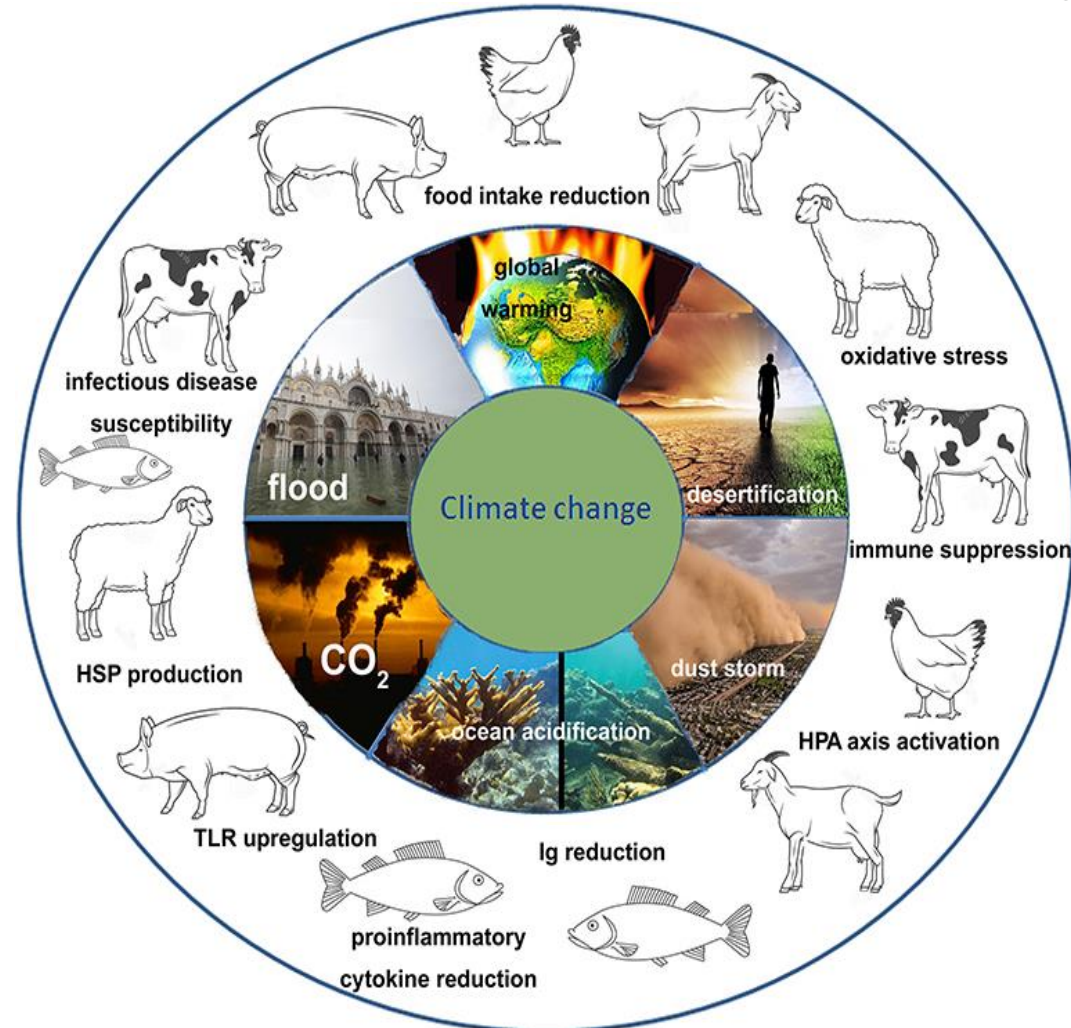 food intake reduction
global
warming
oxidative stress
infectious disease
susceptibility
flood
desertification
Climate change
immune suppression
CO₂
dust storm
HSP production
ocean acidification
HPA axis activation
TLR upregulation
Ig reduction
proinflammatory
cytokine reduction